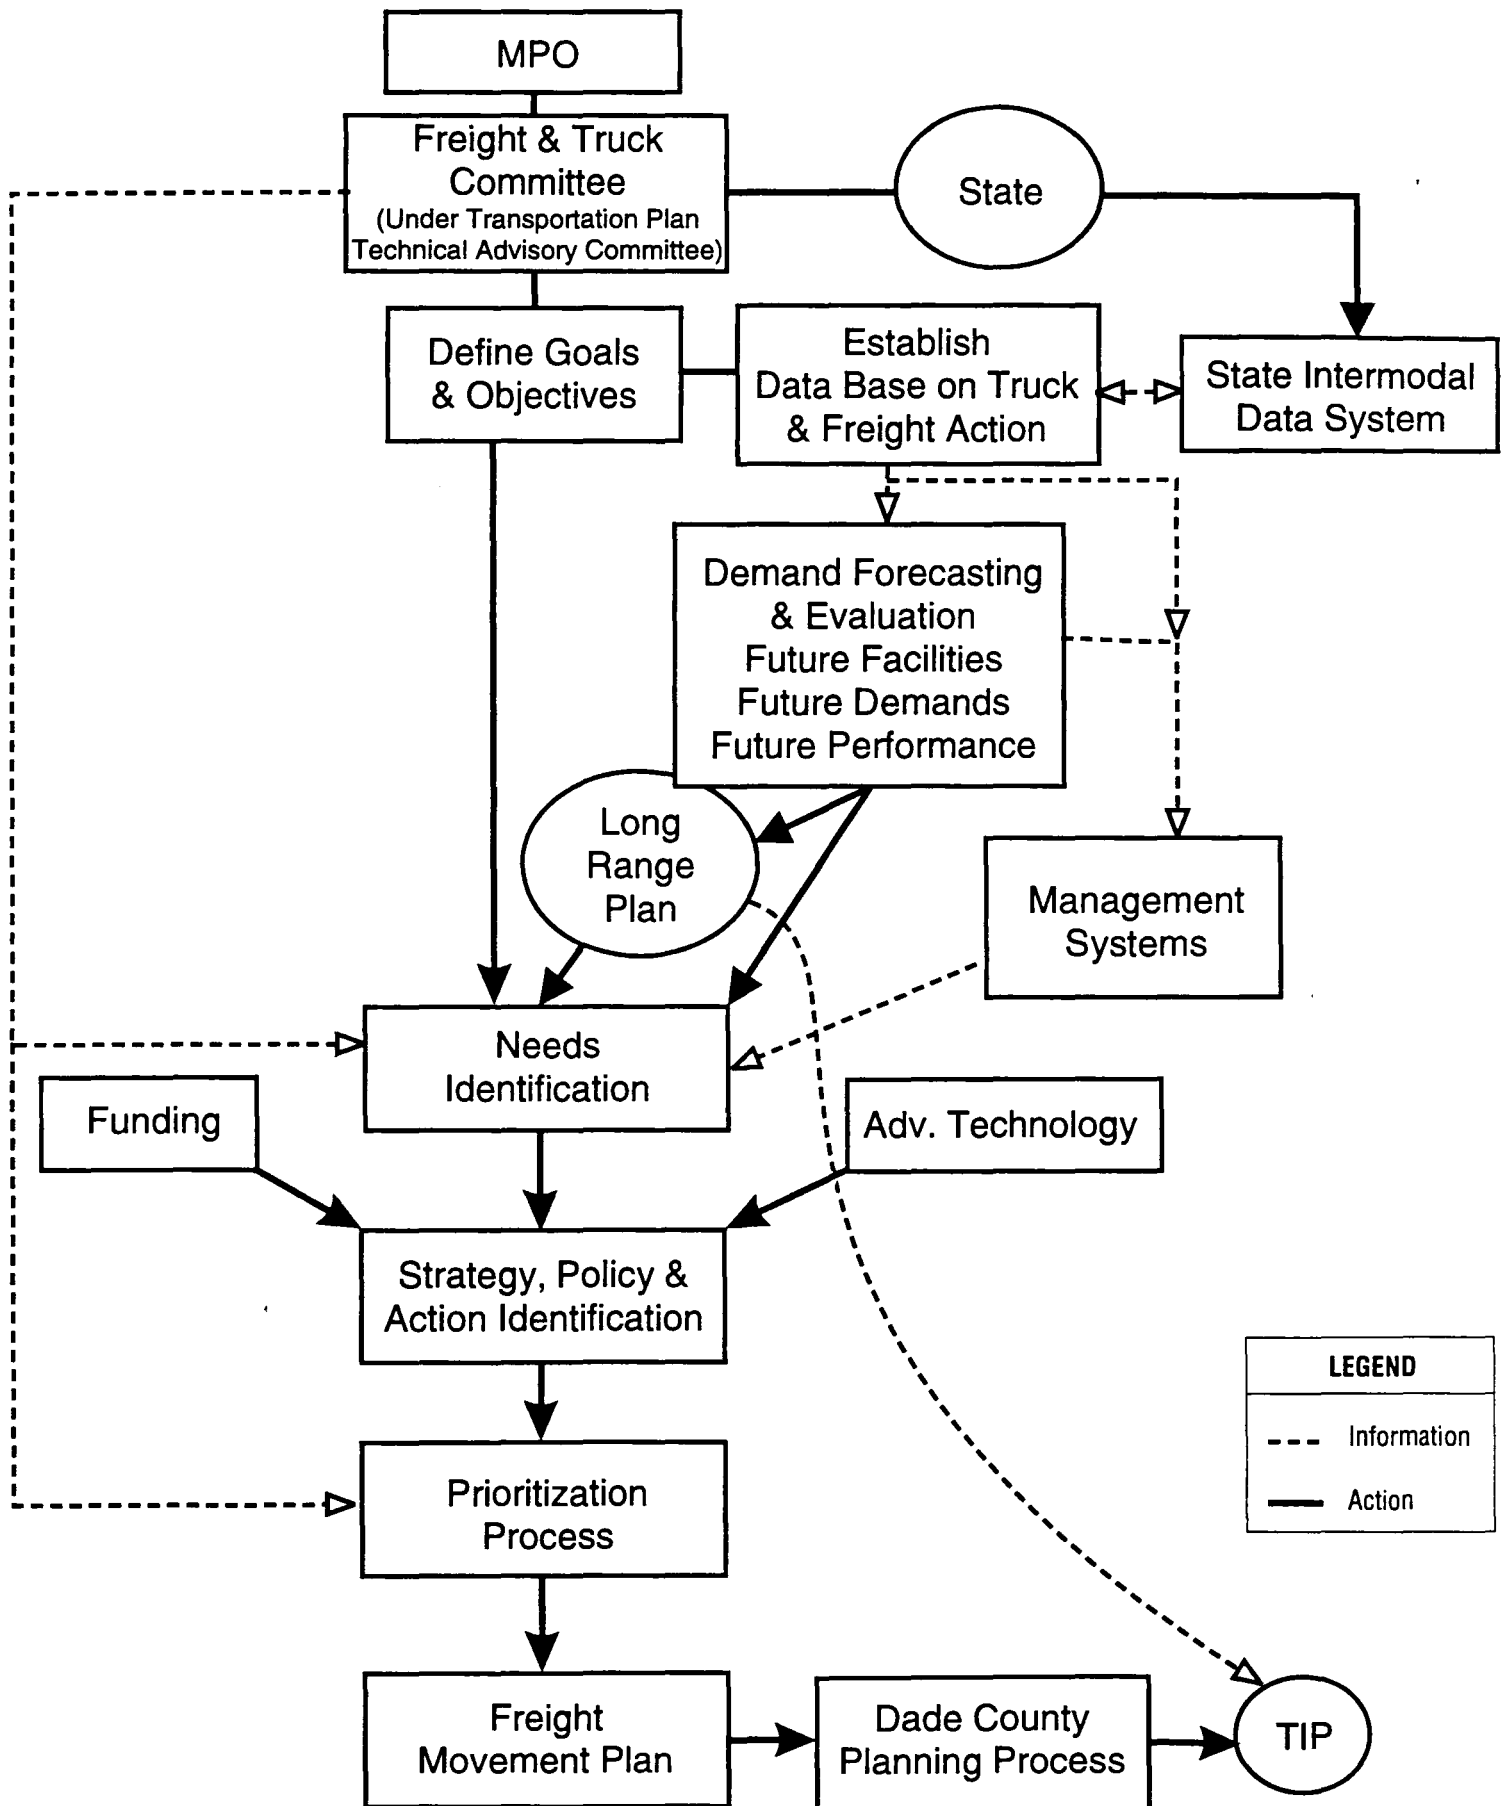 MPO
Freight & Truck
Committee
(Under Transportation Plan
Technical Advisory Committee)
State
Define Goals
& Objectives
Establish
Data Base on Truck
& Freight Action
State Intermodal
Data System
Demand Forecasting
& Evaluation
Future Facilities
Future Demands
Future Performance
Long
Range
Plan
Management
Systems
Needs
Identification
Funding
Adv. Technology
Strategy, Policy &
Action Identification
LEGEND
Information
Action
Prioritization
Process
Freight
Movement Plan
Dade County
Planning Process
TIP